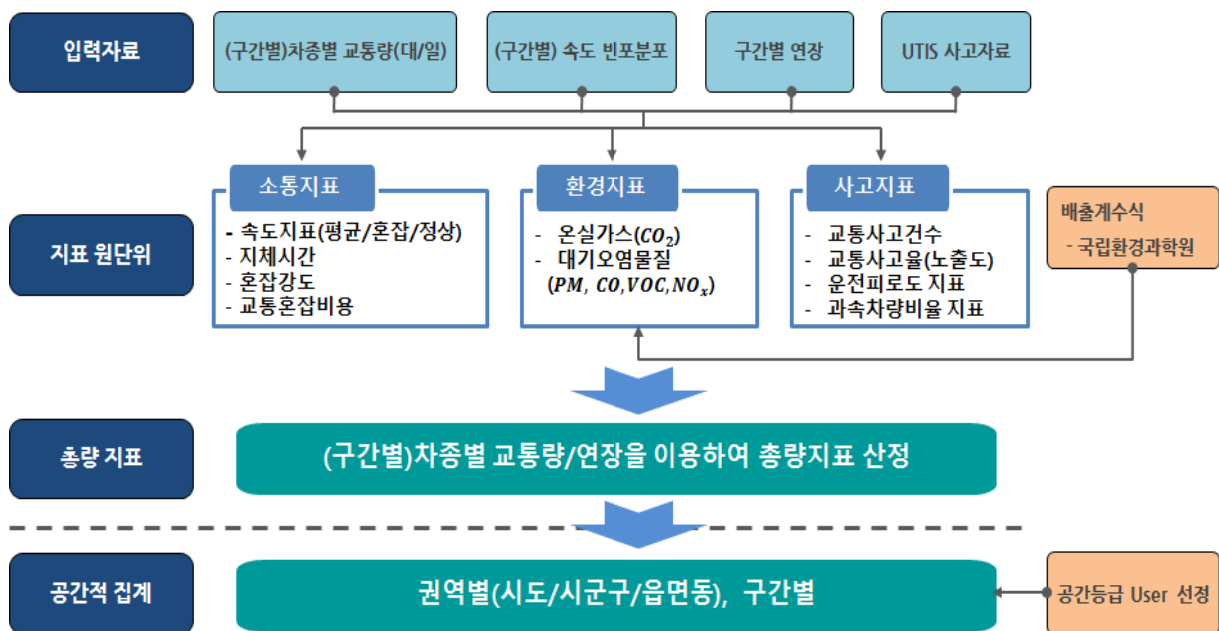 입력자료
(구간별)차종별 교통량(대/일)
(구간별) 속도 빈포분포
구간별 연장
UTIS 사고자료
지표 원단위
소통지표
- 속도지표(평균/혼잡/정상)
- 지체시간
- 혼잡강도
- 교통혼잡비용
환경지표
- 온실가스(CO₂)
- 대기오염물질
(PM, CO,VOC,NOₓ)
사고지표
- 교통사고건수
- 교통사고율(노출도)
- 운전피로도 지표
- 과속차량비율 지표
배출계수식
- 국립환경과학원
총량 지표
(구간별)차종별 교통량/연장을 이용하여 총량지표 산정
공간적 집계
권역별(시도/시군구/읍면동), 구간별
공간등급 User 선정